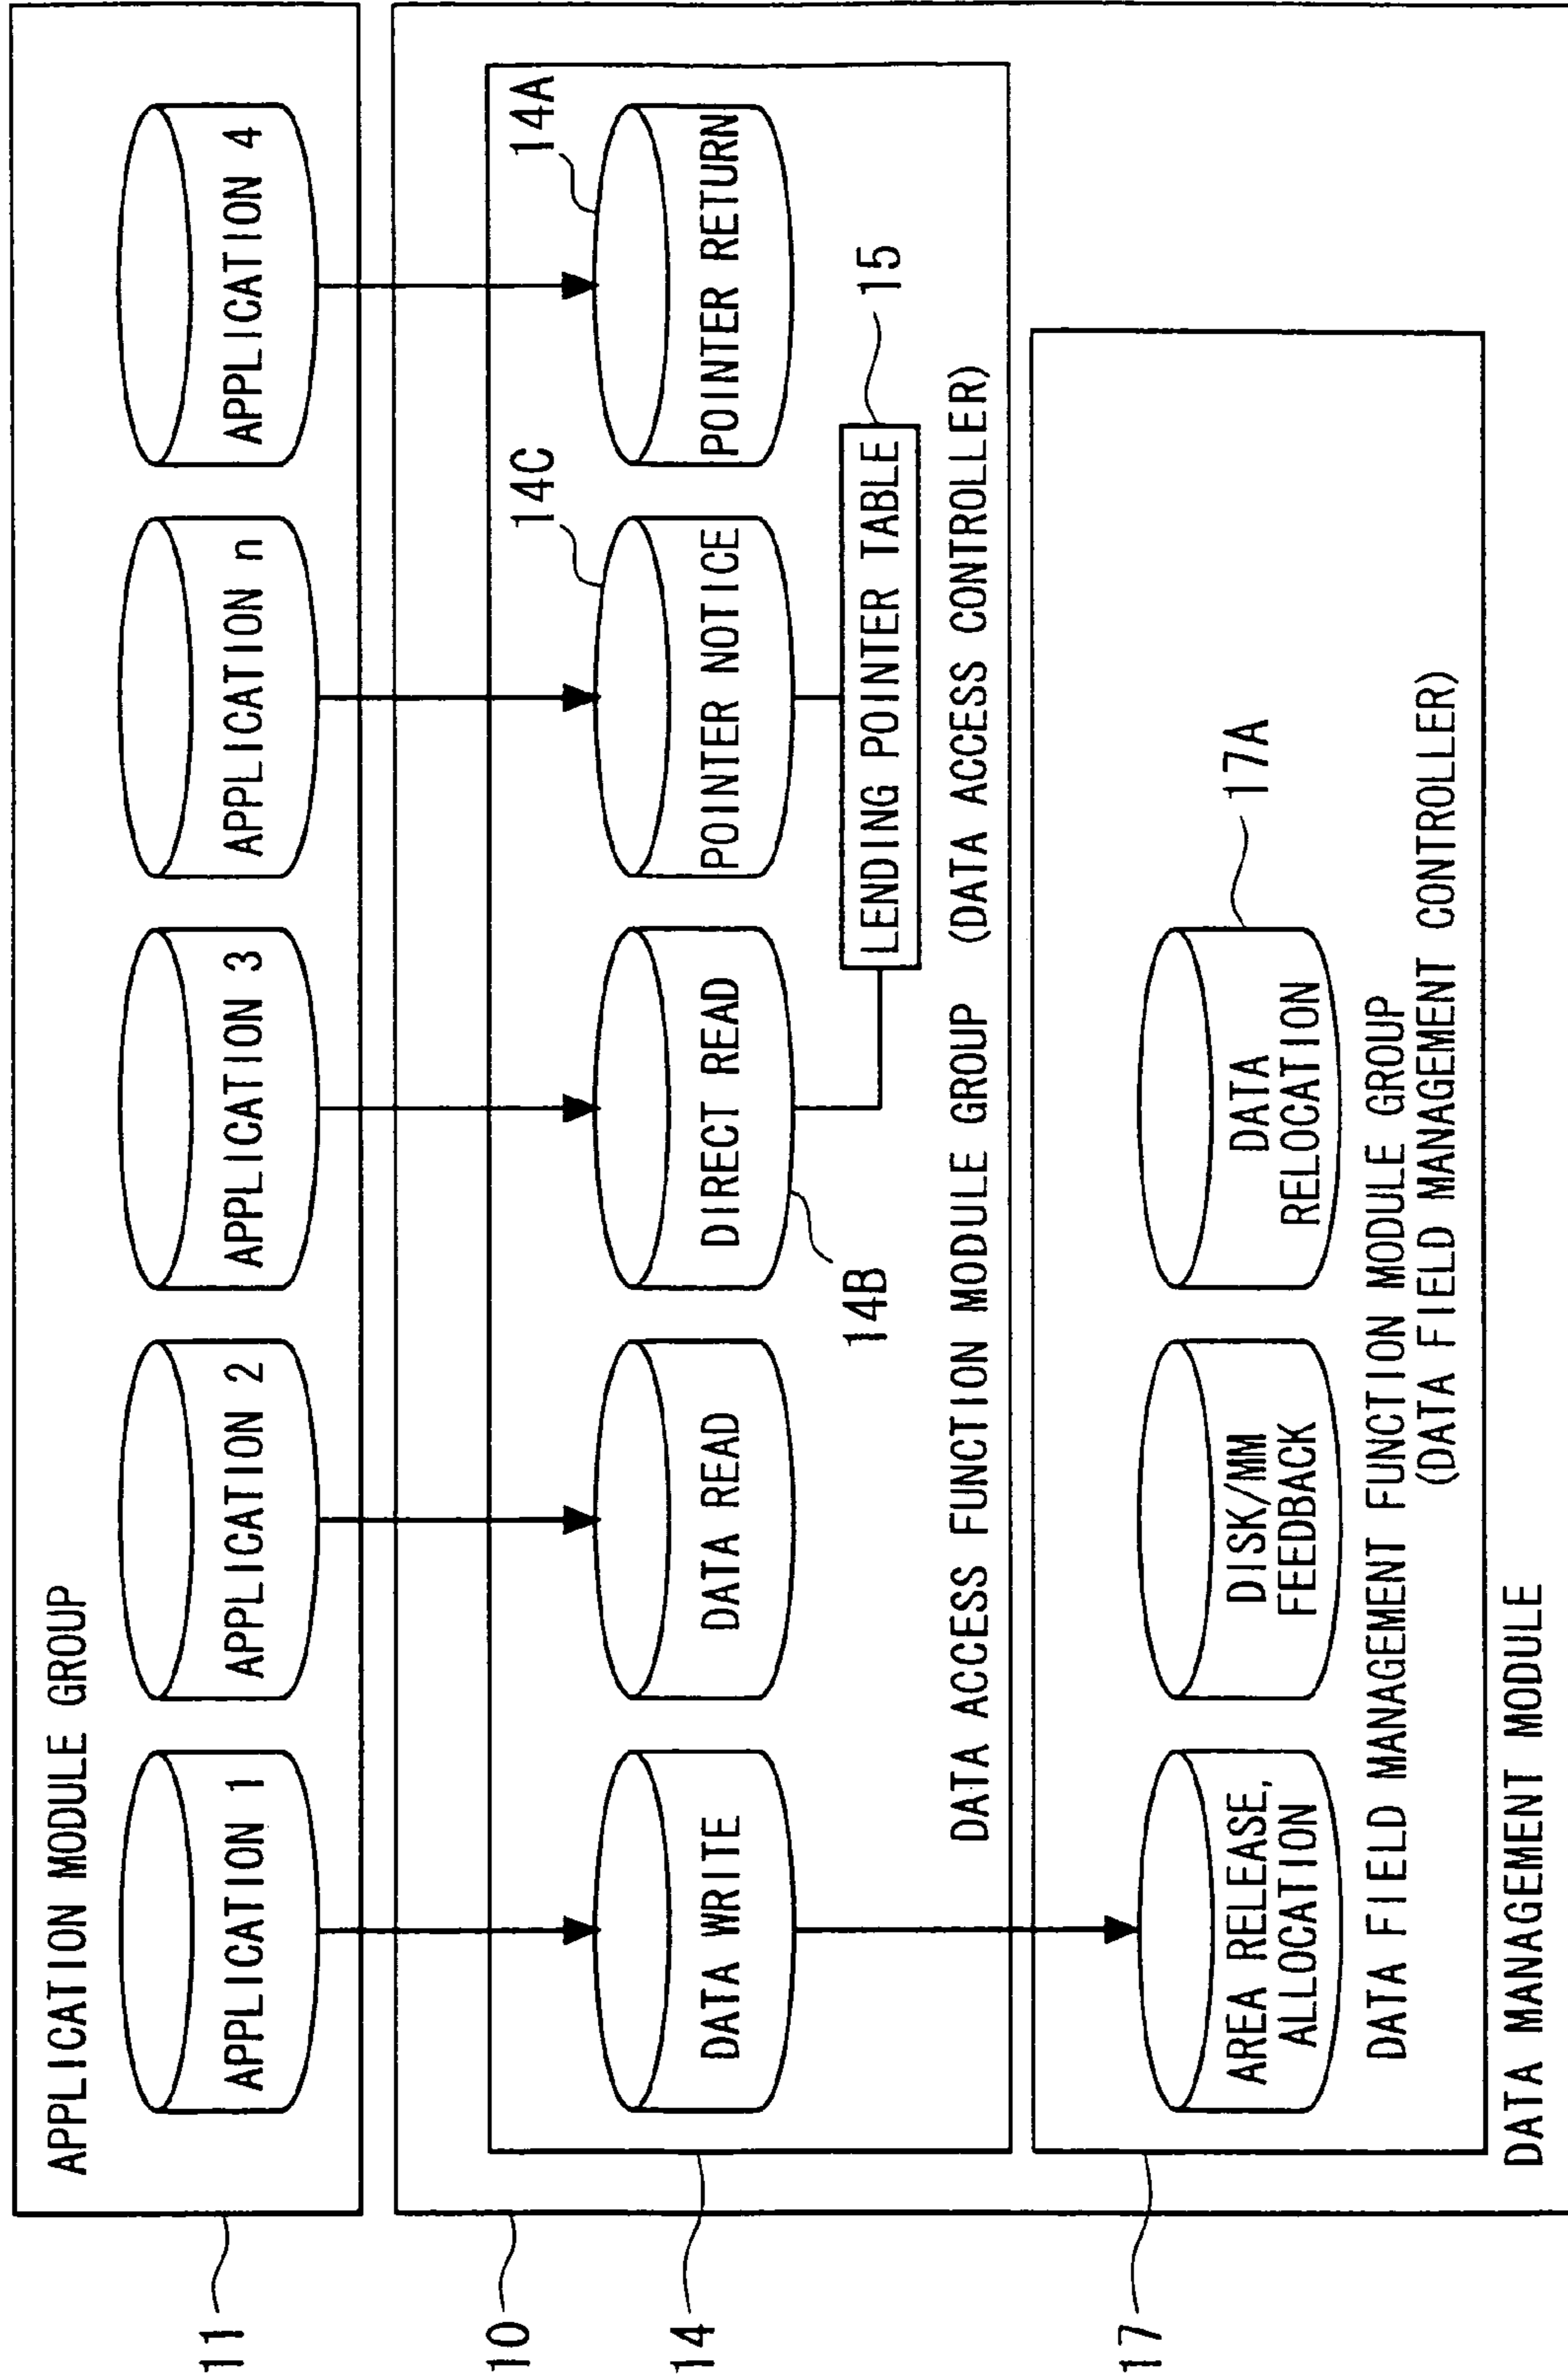 APPLICATION MODULE GROUP
11
APPLICATION 1
APPLICATION 2
APPLICATION 3
APPLICATION n
APPLICATION 4
10
14
14C
14A
DATA WRITE
DATA READ
DIRECT READ
POINTER NOTICE
POINTER RETURN
14B
LENDING POINTER TABLE
15
DATA ACCESS FUNCTION MODULE GROUP (DATA ACCESS CONTROLLER)
17
AREA RELEASE,
ALLOCATION
DISK/MM
FEEDBACK
DATA
RELOCATION
17A
DATA FIELD MANAGEMENT FUNCTION MODULE GROUP
(DATA FIELD MANAGEMENT CONTROLLER)
DATA MANAGEMENT MODULE